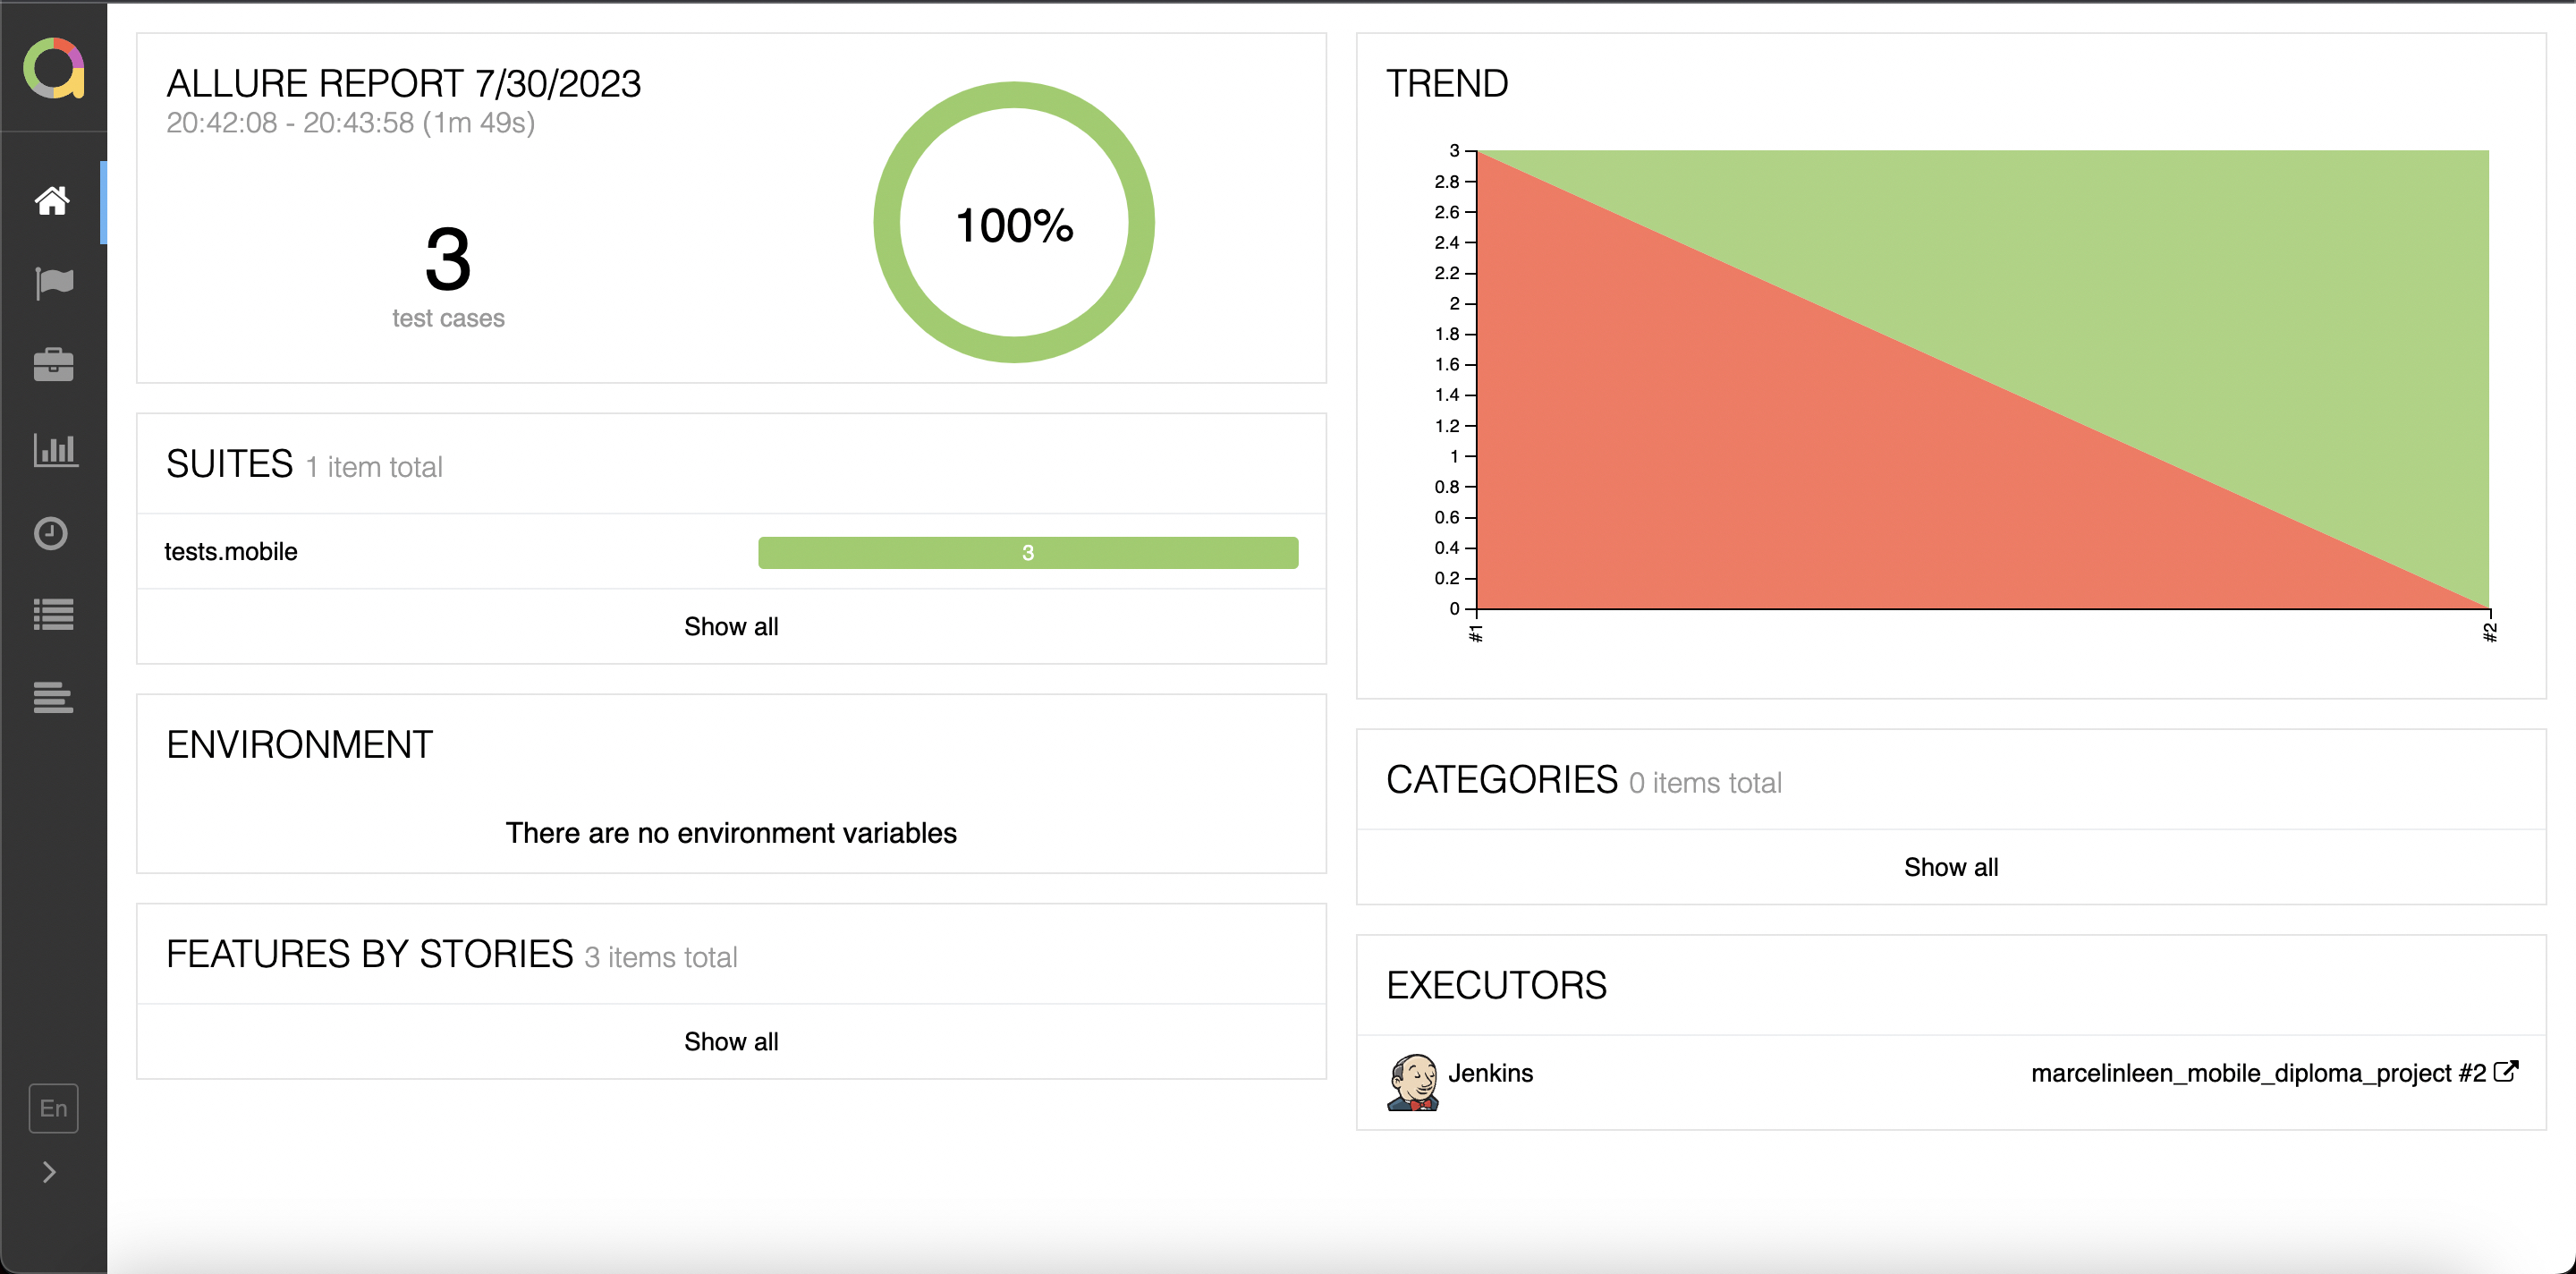 ALLURE REPORT 7/30/2023
20:42:08 - 20:43:58 (1m 49s)
3
test cases
100%
SUITES 1 item total
tests.mobile 3
Show all
ENVIRONMENT
There are no environment variables
FEATURES BY STORIES 3 items total
Show all
En
TREND
3
2.8
2.6
2.4
2.2
2
1.8
1.6
1.4
1.2
1
0.8
0.6
0.4
0.2
0
#1
#2
CATEGORIES 0 items total
Show all
EXECUTORS
Jenkins marcelinleen_mobile_diploma_project #2